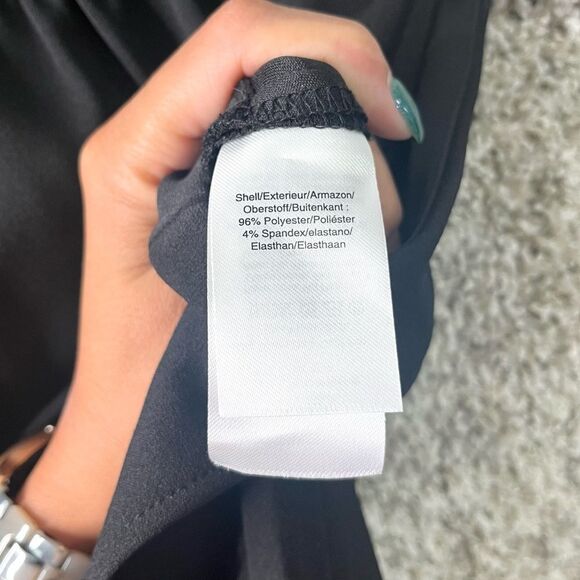 Shell/Exterieur/Armazon/
Oberstoff/Buitenkant :
96% Polyester/Poliéster
4% Spandex/elastano/
Elasthan/Elasthaan